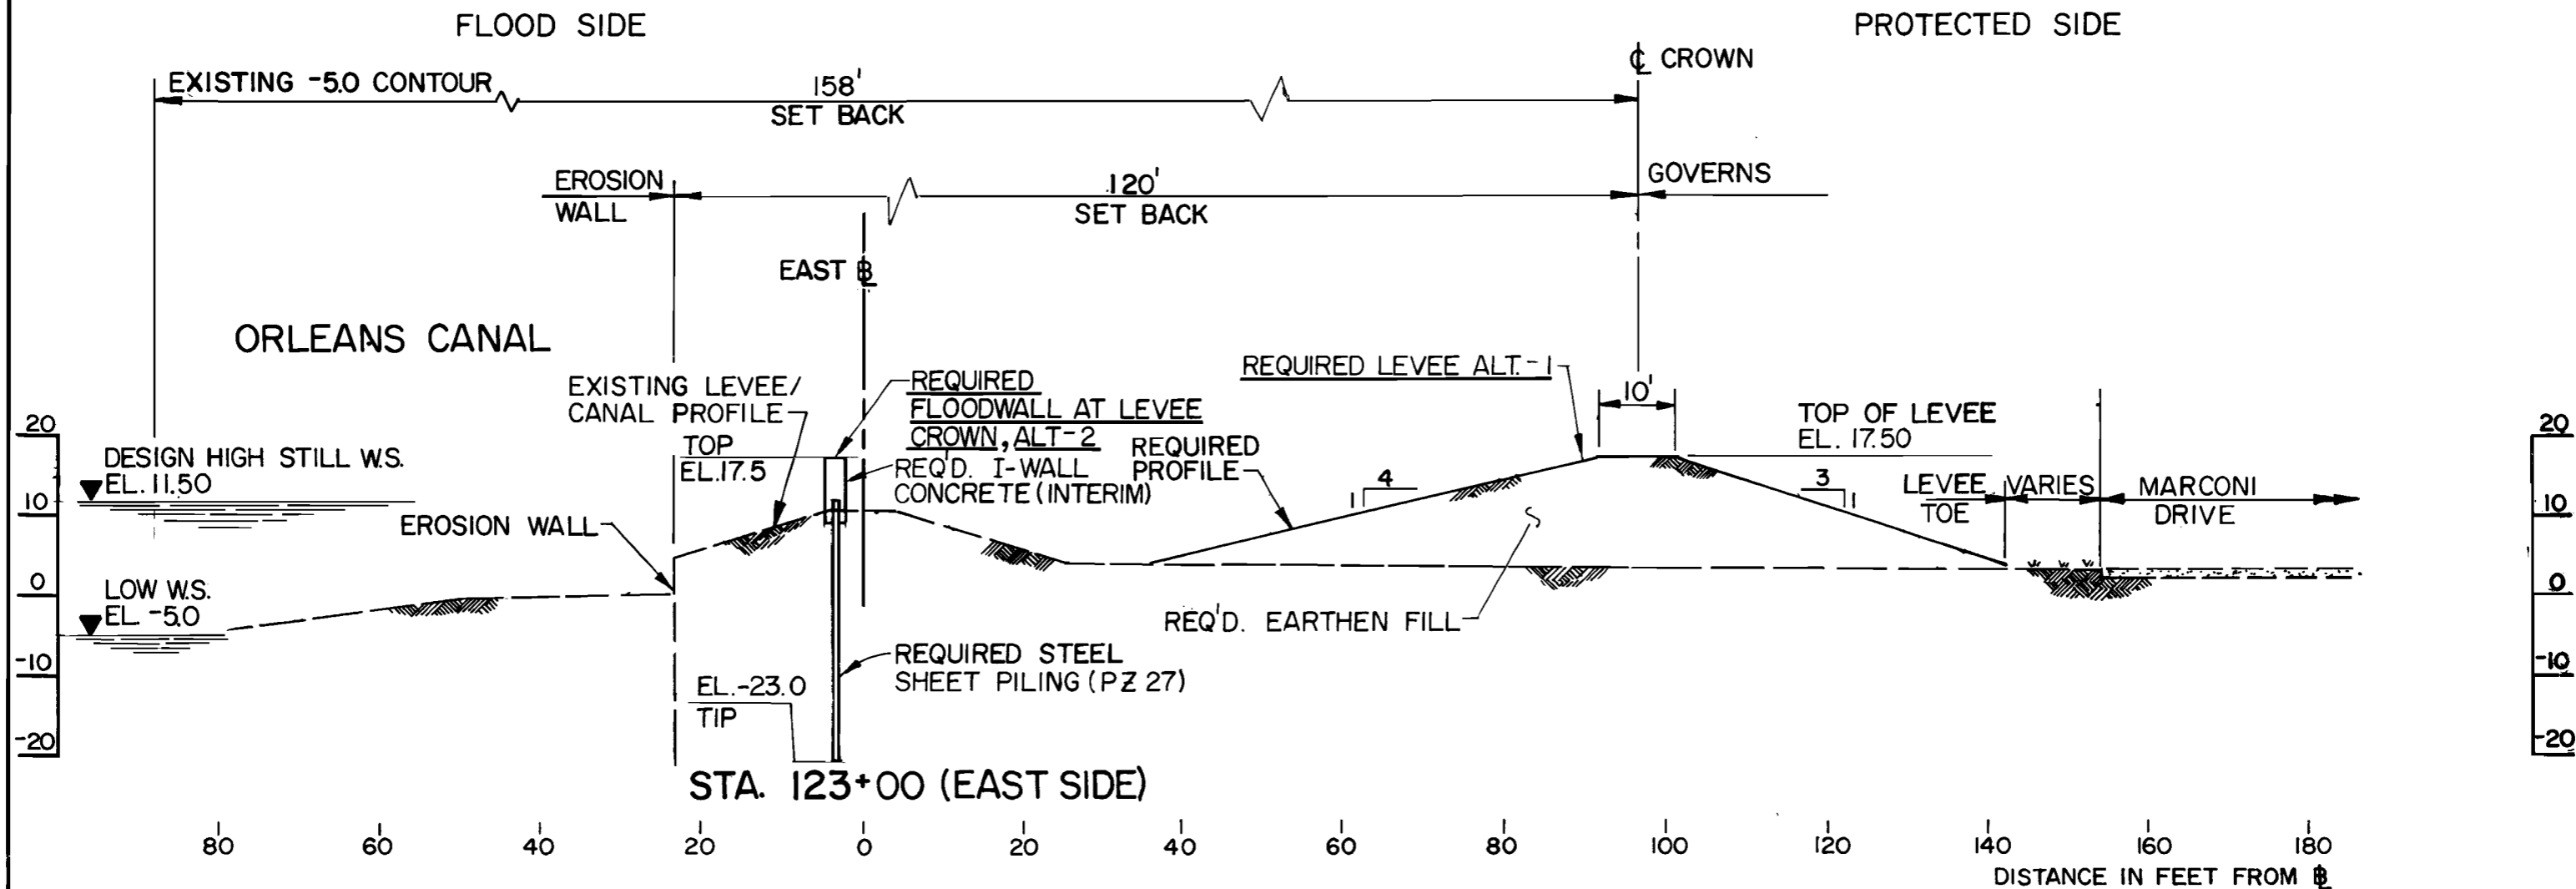 FLOOD SIDE
PROTECTED SIDE
℄ CROWN
EXISTING -5.0 CONTOUR
158'
SET BACK
EROSION
WALL
120'
SET BACK
GOVERNS
EAST ⅊
ORLEANS CANAL
EXISTING LEVEE/
CANAL PROFILE
REQUIRED
FLOODWALL AT LEVEE
CROWN, ALT-2
REQUIRED LEVEE ALT.-1
10'
TOP OF LEVEE
EL. 17.50
TOP
EL.17.5
REQ'D. I-WALL
CONCRETE (INTERIM)
REQUIRED
PROFILE
DESIGN HIGH STILL W.S.
EL. 11.50
EROSION WALL
1 4
3 1
LEVEE
TOE
VARIES
MARCONI
DRIVE
LOW W.S.
EL. -5.0
REQ'D. EARTHEN FILL
REQUIRED STEEL
SHEET PILING (PZ 27)
EL.-23.0
TIP
20
10
0
-10
-20
20
10
0
-10
-20
STA. 123+00 (EAST SIDE)
80 60 40 20 0 20 40 60 80 100 120 140 160 180
DISTANCE IN FEET FROM ⅊